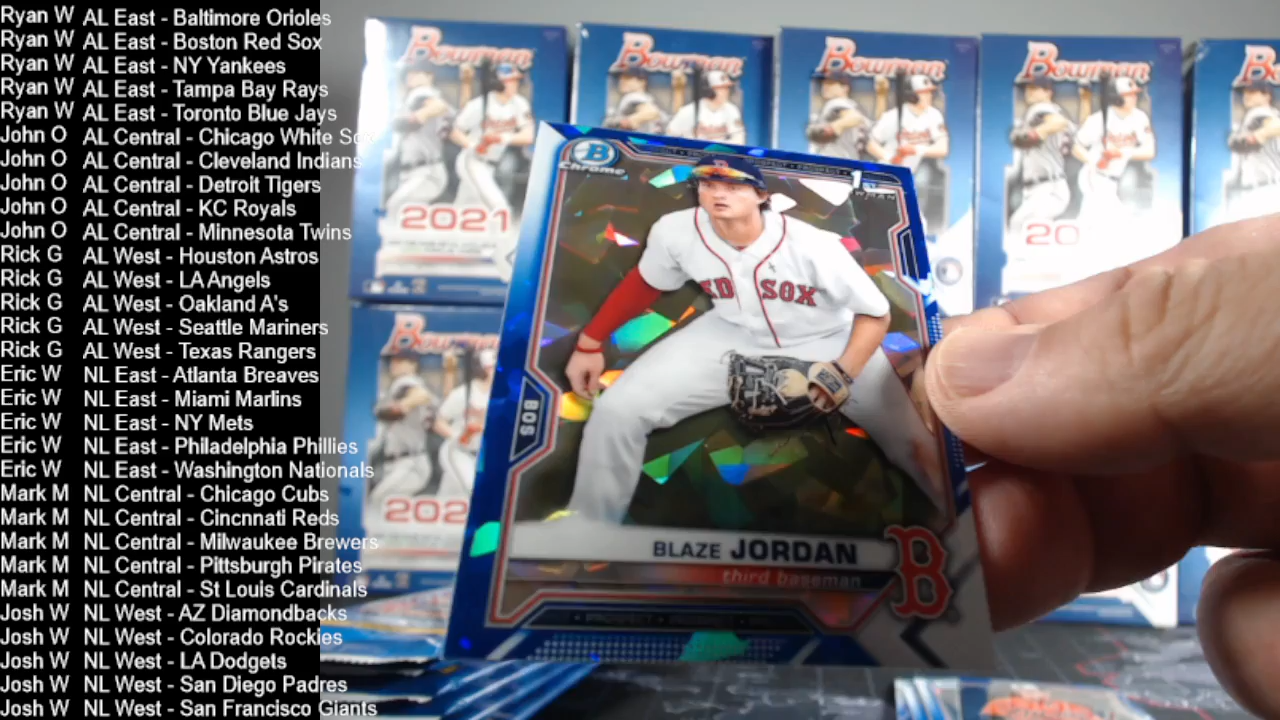 Ryan W AL East - Baltimore Orioles
Ryan W AL East - Boston Red Sox
Ryan W AL East - NY Yankees
Ryan W AL East - Tampa Bay Rays
Ryan W AL East - Toronto Blue Jays
John O AL Central - Chicago White Sox
John O AL Central - Cleveland Indians
John O AL Central - Detroit Tigers
John O AL Central - KC Royals
John O AL Central - Minnesota Twins
Rick G AL West - Houston Astros
Rick G AL West - LA Angels
Rick G AL West - Oakland A's
Rick G AL West - Seattle Mariners
Rick G AL West - Texas Rangers
Eric W NL East - Atlanta Breaves
Eric W NL East - Miami Marlins
Eric W NL East - NY Mets
Eric W NL East - Philadelphia Phillies
Eric W NL East - Washington Nationals
Mark M NL Central - Chicago Cubs
Mark M NL Central - Cincnnati Reds
Mark M NL Central - Milwaukee Brewers
Mark M NL Central - Pittsburgh Pirates
Mark M NL Central - St Louis Cardinals
Josh W NL West - AZ Diamondbacks
Josh W NL West - Colorado Rockies
Josh W NL West - LA Dodgets
Josh W NL West - San Diego Padres
Josh W NL West - San Francisco Giants
Bowman
2021
Bowman
Bowman
Bowman
20
B
Bowman
202
B
Chrome
1st
B
RED SOX
BOS
BLAZE JORDAN
third baseman
B
PROSPECT